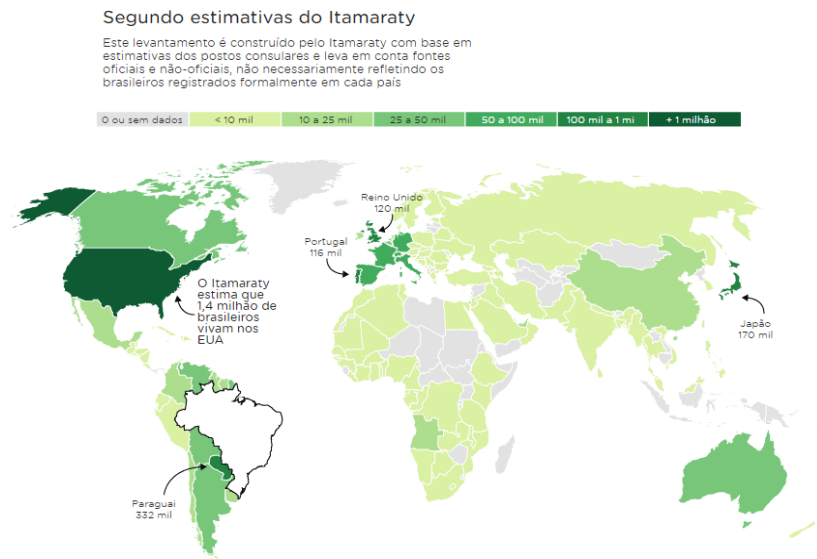 Segundo estimativas do Itamaraty
Este levantamento é construído pelo Itamaraty com base em
estimativas dos postos consulares e leva em conta fontes
oficiais e não-oficiais, não necessariamente refletindo os
brasileiros registrados formalmente em cada país
0 ou sem dados
< 10 mil
10 a 25 mil
25 a 50 mil
50 a 100 mil
100 mil a 1 mi
+ 1 milhão
Reino Unido
120 mil
Portugal
116 mil
O Itamaraty
estima que
1,4 milhão de
brasileiros
vivam nos
EUA
Japão
170 mil
Paraguai
332 mil